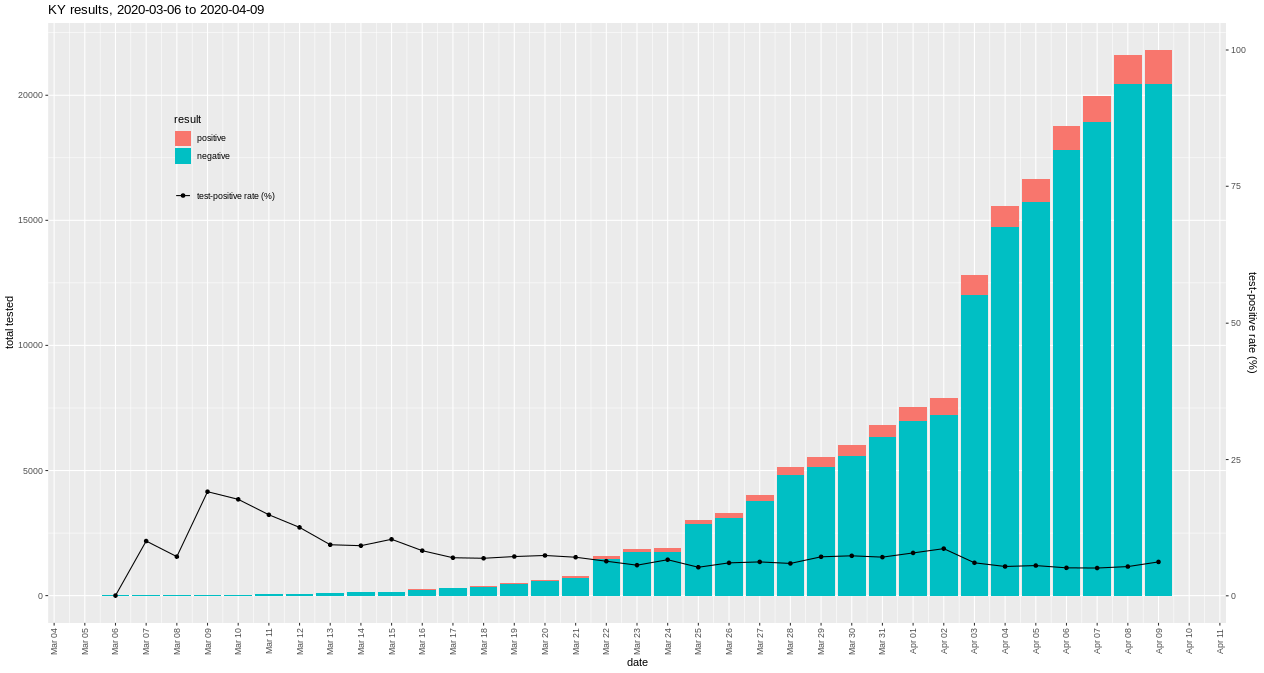 KY results, 2020-03-06 to 2020-04-09
total tested
20000
15000
10000
5000
0
result
positive
negative
test-positive rate (%)
100
75
50
25
0
test-positive rate (%)
Mar 04
Mar 05
Mar 06
Mar 07
Mar 08
Mar 09
Mar 10
Mar 11
Mar 12
Mar 13
Mar 14
Mar 15
Mar 16
Mar 17
Mar 18
Mar 19
Mar 20
Mar 21
Mar 22
Mar 23
Mar 24
Mar 25
Mar 26
Mar 27
Mar 28
Mar 29
Mar 30
Mar 31
Apr 01
Apr 02
Apr 03
Apr 04
Apr 05
Apr 06
Apr 07
Apr 08
Apr 09
Apr 10
Apr 11
date